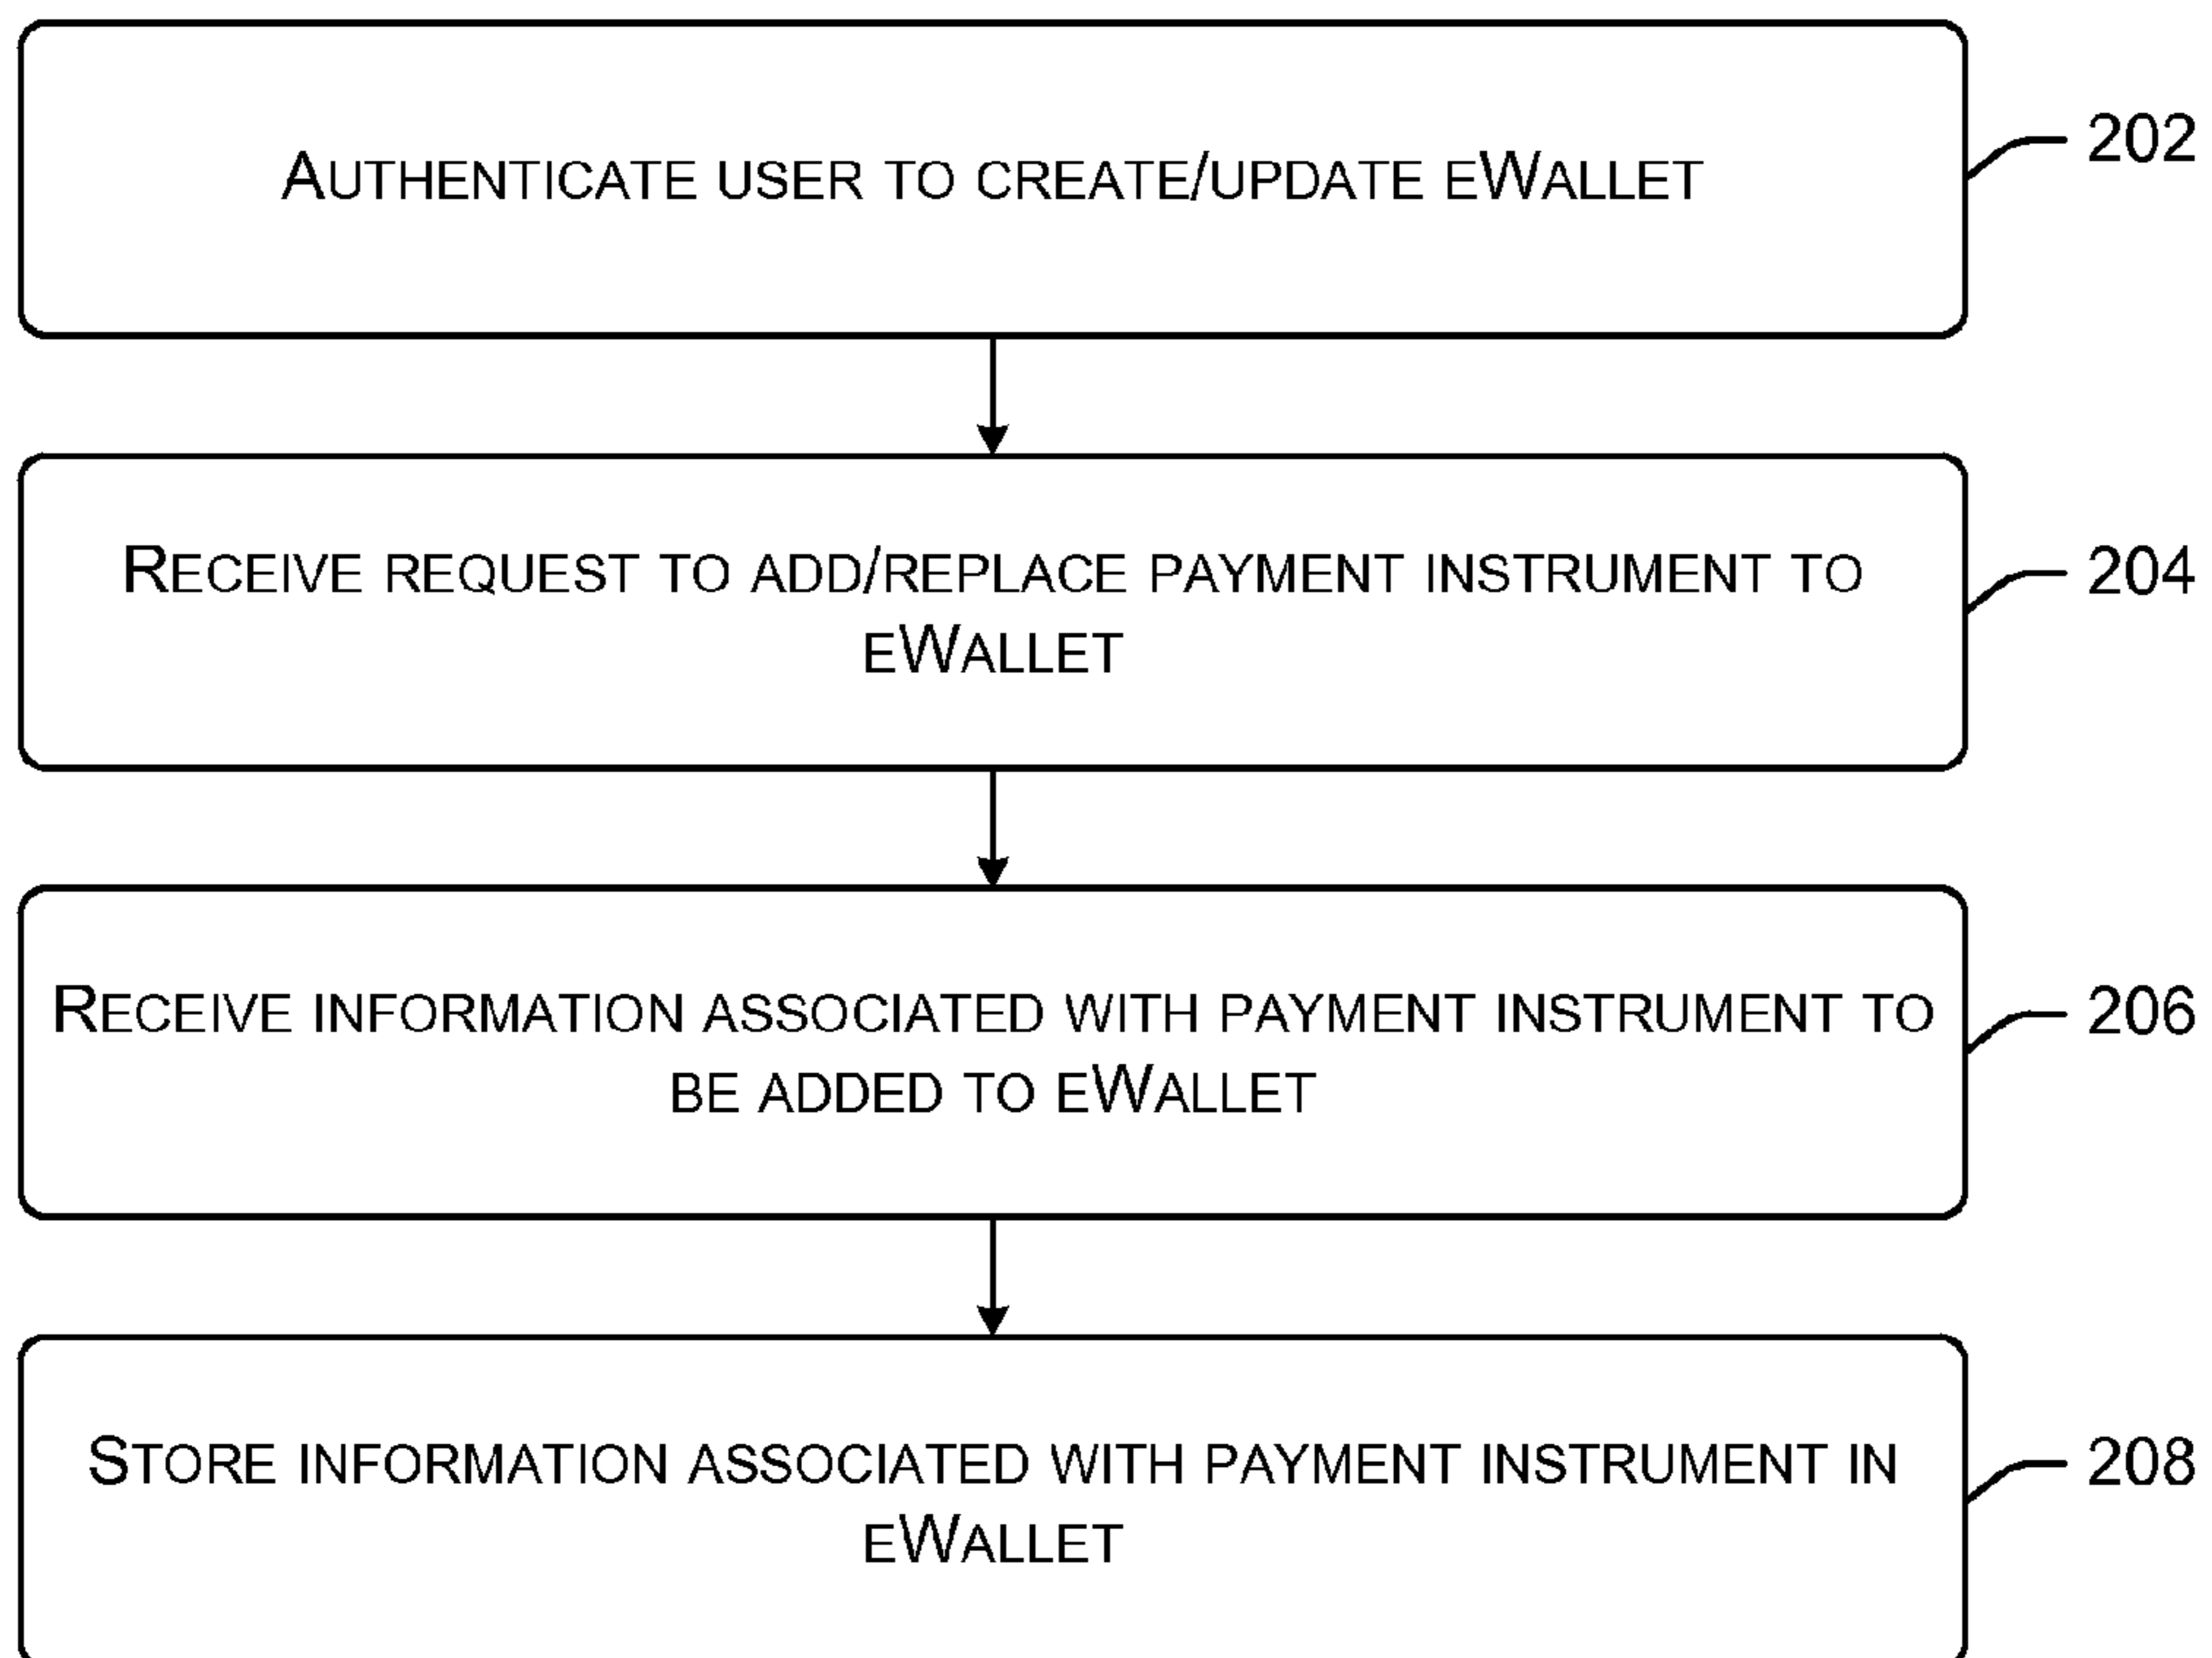 Authenticate user to create/update eWallet
202
Receive request to add/replace payment instrument to
eWallet
204
Receive information associated with payment instrument to
be added to eWallet
206
Store information associated with payment instrument in
eWallet
208